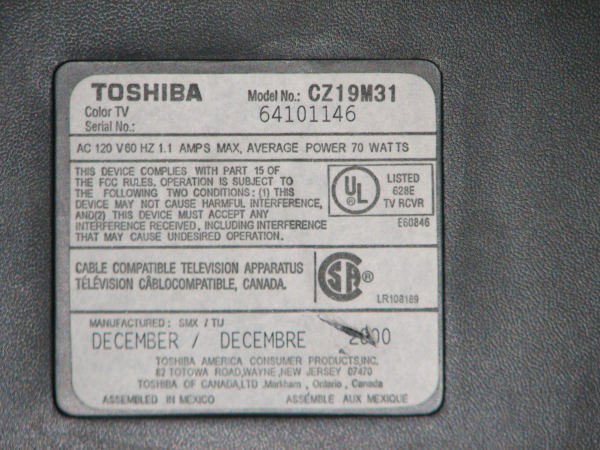 TOSHIBA Model No.: CZ19M31
Color TV 64101146
Serial No.:
AC 120 V 60 HZ 1.1 AMPS MAX, AVERAGE POWER 70 WATTS
THIS DEVICE COMPLIES WITH PART 15 OF
THE FCC RULES. OPERATION IS SUBJECT TO
THE FOLLOWING TWO CONDITIONS: (1) THIS
DEVICE MAY NOT CAUSE HARMFUL INTERFERENCE,
AND(2) THIS DEVICE MUST ACCEPT ANY
INTERFERENCE RECEIVED, INCLUDING INTERFERENCE
THAT MAY CAUSE UNDESIRED OPERATION.
UL LISTED
628E
TV RCVR
E60846
CABLE COMPATIBLE TELEVISION APPARATUS
TÉLÉVISION CÂBLOCOMPATIBLE, CANADA.
SA ®
LR108189
MANUFACTURED: SMX / TIJ
DECEMBER / DECEMBRE 2000
TOSHIBA AMERICA CONSUMER PRODUCTS,INC.
82 TOTOWA ROAD,WAYNE,NEW JERSEY 07470
TOSHIBA OF CANADA,LTD .Markham , Ontario , Canada
ASSEMBLED IN MEXICO ASSEMBLE AUX MEXIQUE